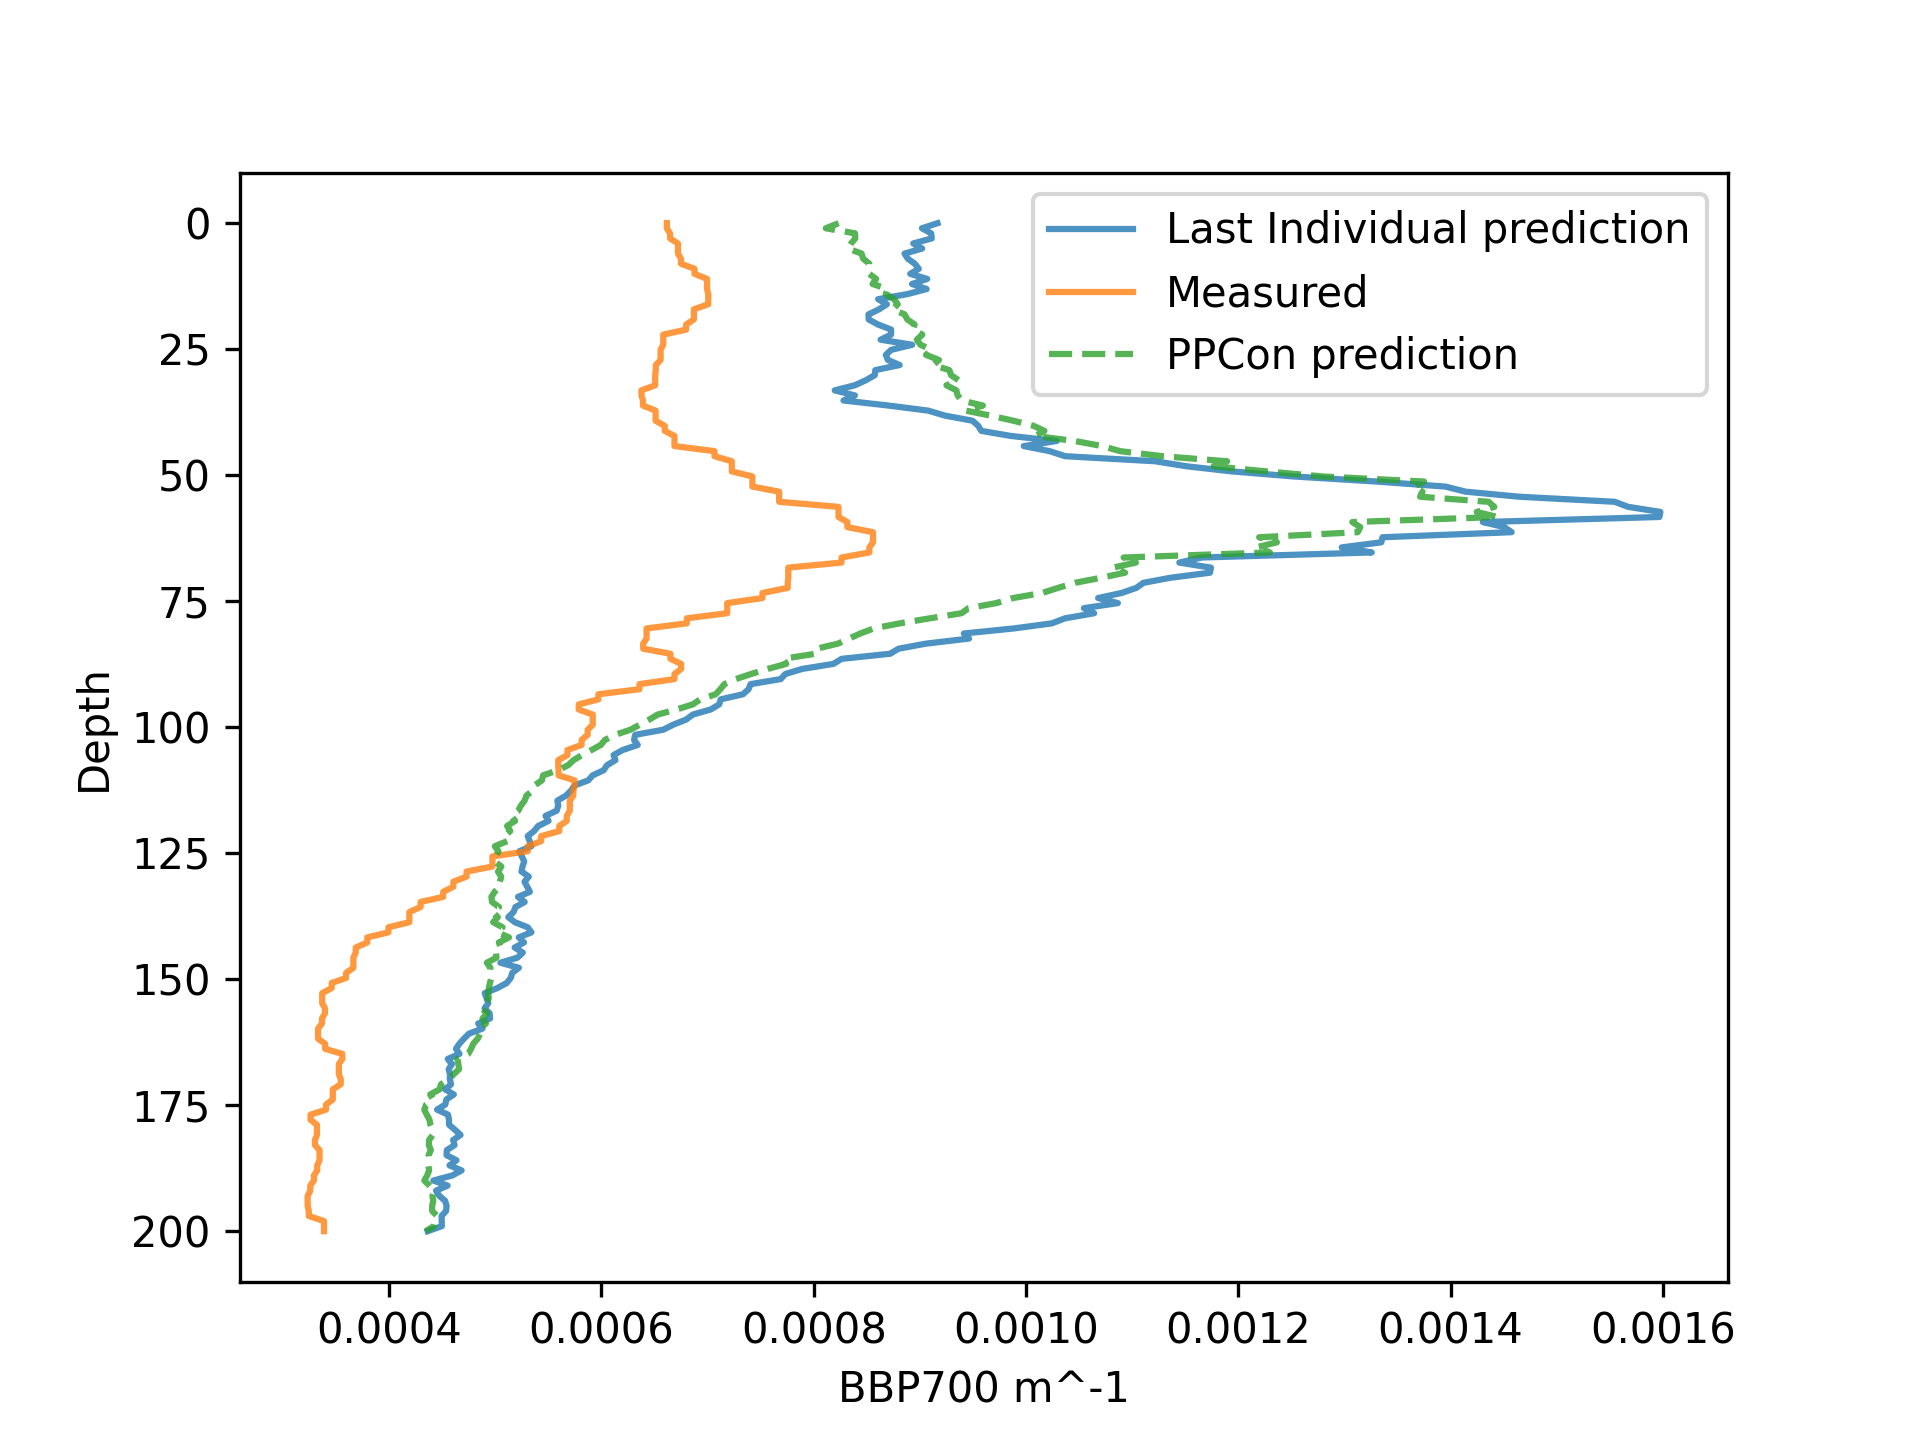 Last Individual prediction
Measured
PPCon prediction
0
25
50
75
100
125
150
175
200
Depth
0.0004 0.0006 0.0008 0.0010 0.0012 0.0014 0.0016
BBP700 m^-1